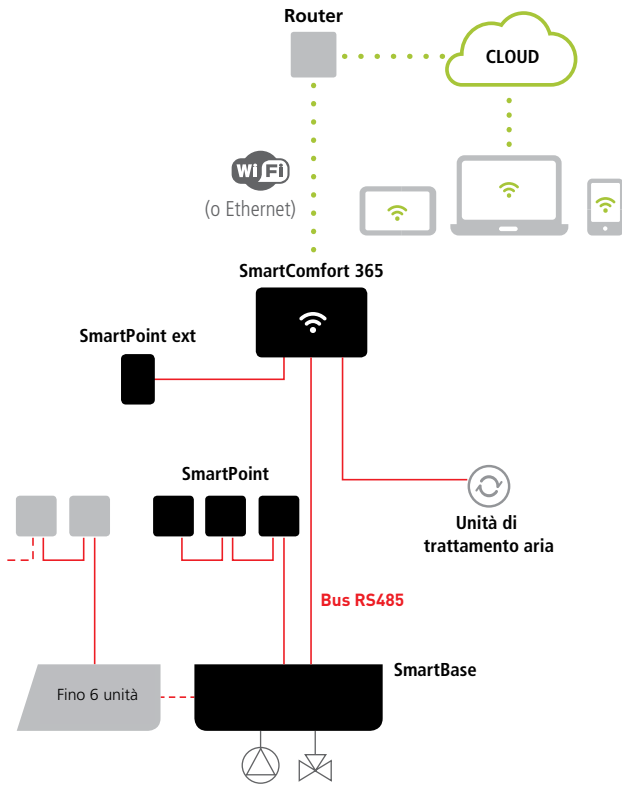 Router
CLOUD
WiFi
(o Ethernet)
SmartComfort 365
SmartPoint ext
SmartPoint
Unità di
trattamento aria
Bus RS485
SmartBase
Fino 6 unità